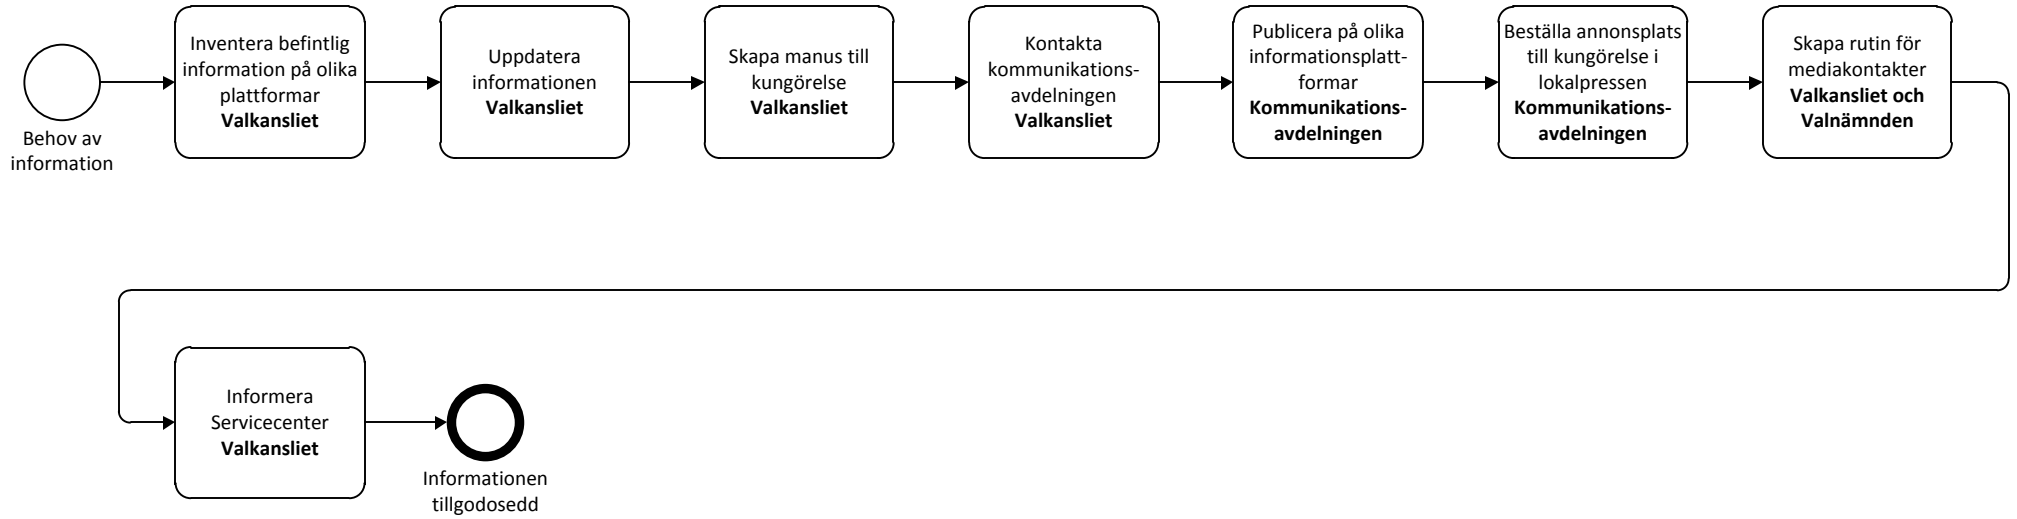 Behov av
information
Inventera befintlig
information på olika
plattformar
Valkansliet
Uppdatera
informationen
Valkansliet
Skapa manus till
kungörelse
Valkansliet
Kontakta
kommunikations-
avdelningen
Valkansliet
Publicera på olika
informationsplatt-
formar
Kommunikations-
avdelningen
Beställa annonsplats
till kungörelse i
lokalpressen
Kommunikations-
avdelningen
Skapa rutin för
mediakontakter
Valkansliet och
Valnämnden
Informera
Servicecenter
Valkansliet
Informationen
tillgodosedd